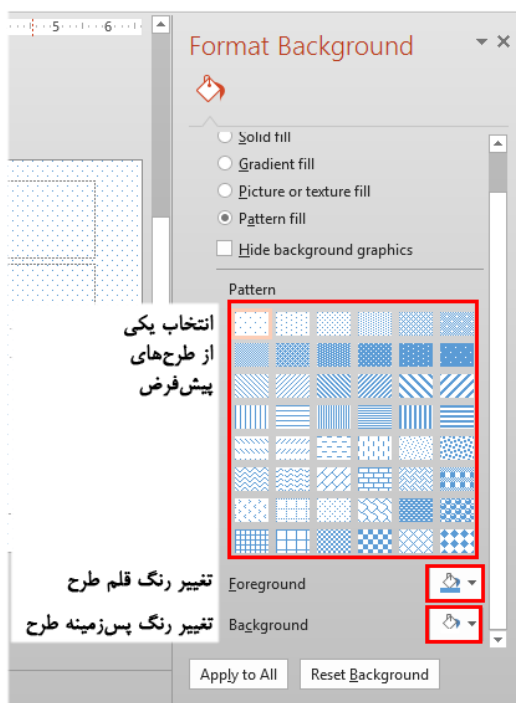 5 6
Format Background
Solid fill
Gradient fill
Picture or texture fill
Pattern fill
Hide background graphics
Pattern
انتخاب یکی
از طرح‌های
پیش‌فرض
تغییر رنگ قلم طرح
Foreground
تغییر رنگ پس‌زمینه طرح
Background
Apply to All Reset Background